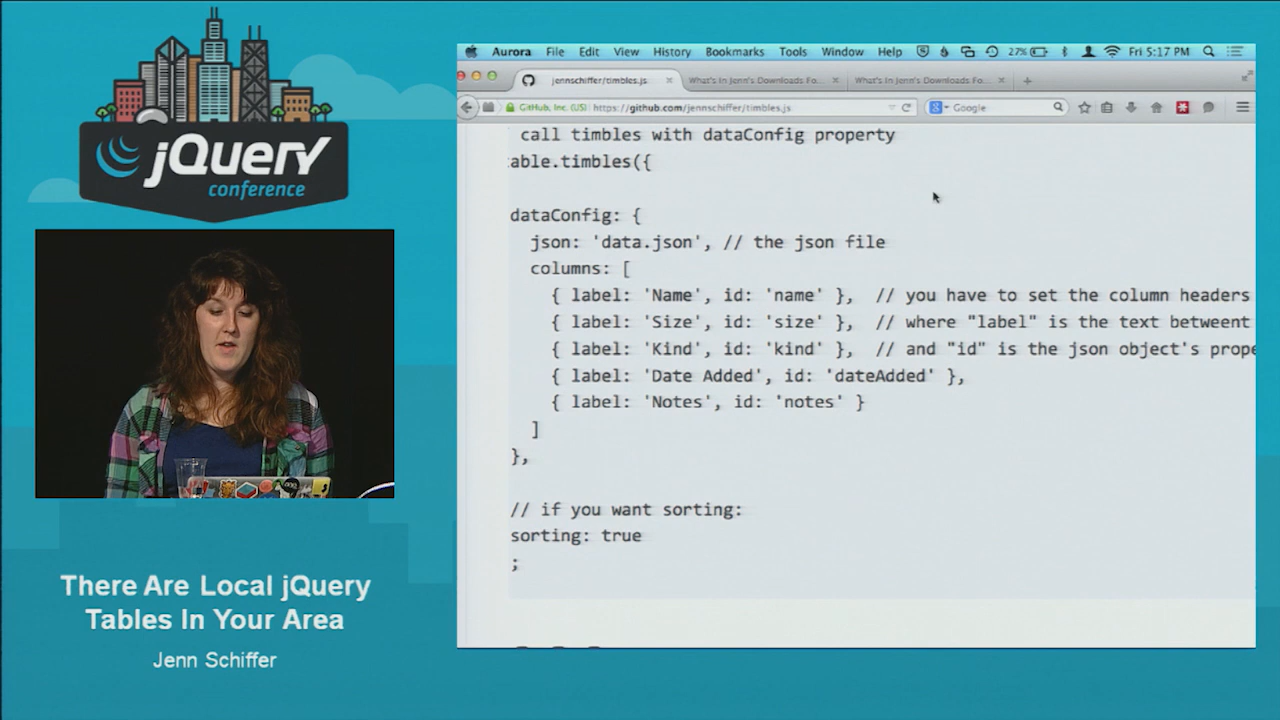 jQuery
conference
There Are Local jQuery
Tables In Your Area
Jenn Schiffer
Aurora File Edit View History Bookmarks Tools Window Help 27% Fri 5:17 PM
jennschiffer/timbles.js What's In Jenn's Downloads Fo... What's In Jenn's Downloads Fo...
GitHub, Inc. (US) https://github.com/jennschiffer/timbles.js Google
call timbles with dataConfig property
able.timbles({
dataConfig: {
json: 'data.json', // the json file
columns: [
{ label: 'Name', id: 'name' }, // you have to set the column headers
{ label: 'Size', id: 'size' }, // where "label" is the text betweent
{ label: 'Kind', id: 'kind' }, // and "id" is the json object's prope
{ label: 'Date Added', id: 'dateAdded' },
{ label: 'Notes', id: 'notes' }
]
},
// if you want sorting:
sorting: true
;